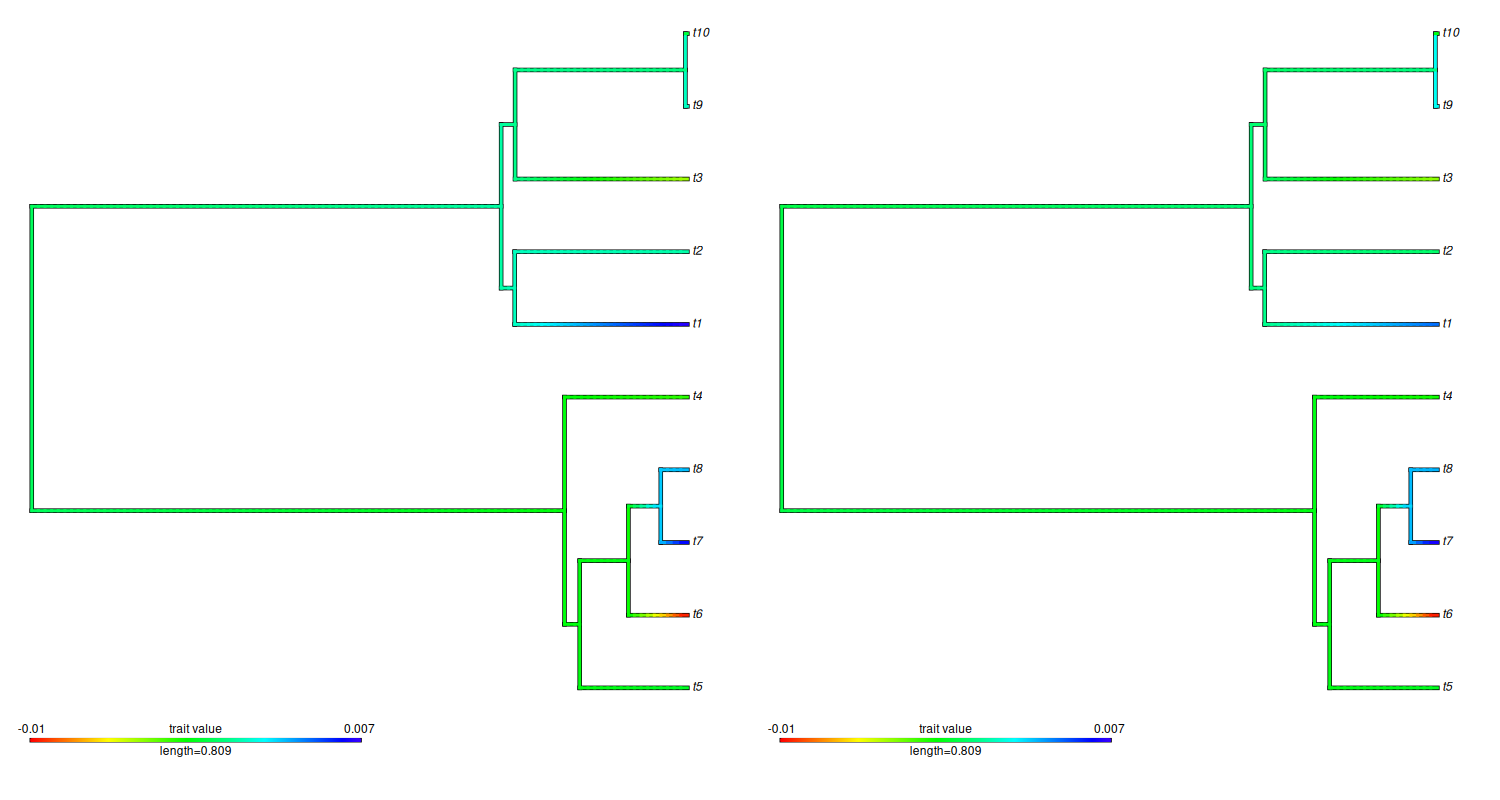 t10
t9
t3
t2
t1
t4
t8
t7
t6
t5
-0.01 trait value 0.007
length=0.809
t10
t9
t3
t2
t1
t4
t8
t7
t6
t5
-0.01 trait value 0.007
length=0.809